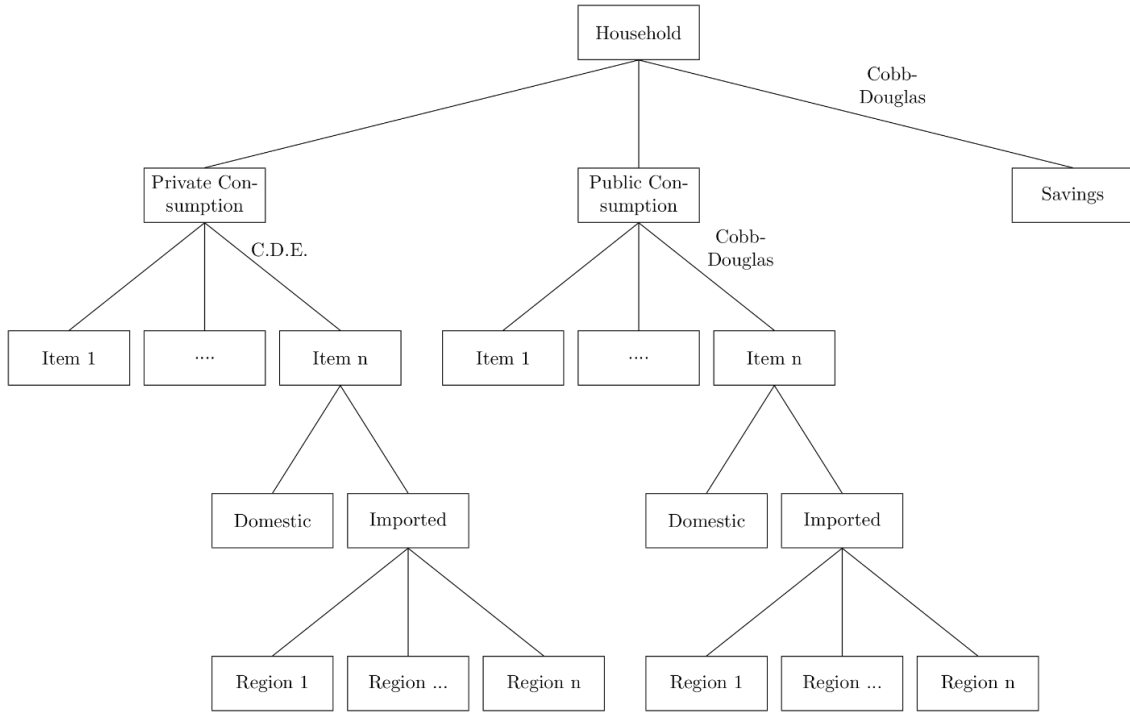 Household
Cobb-
Douglas
Private Con-
sumption
Public Con-
sumption
Savings
C.D.E.
Cobb-
Douglas
Item 1
....
Item n
Item 1
....
Item n
Domestic
Imported
Domestic
Imported
Region 1
Region ...
Region n
Region 1
Region ...
Region n